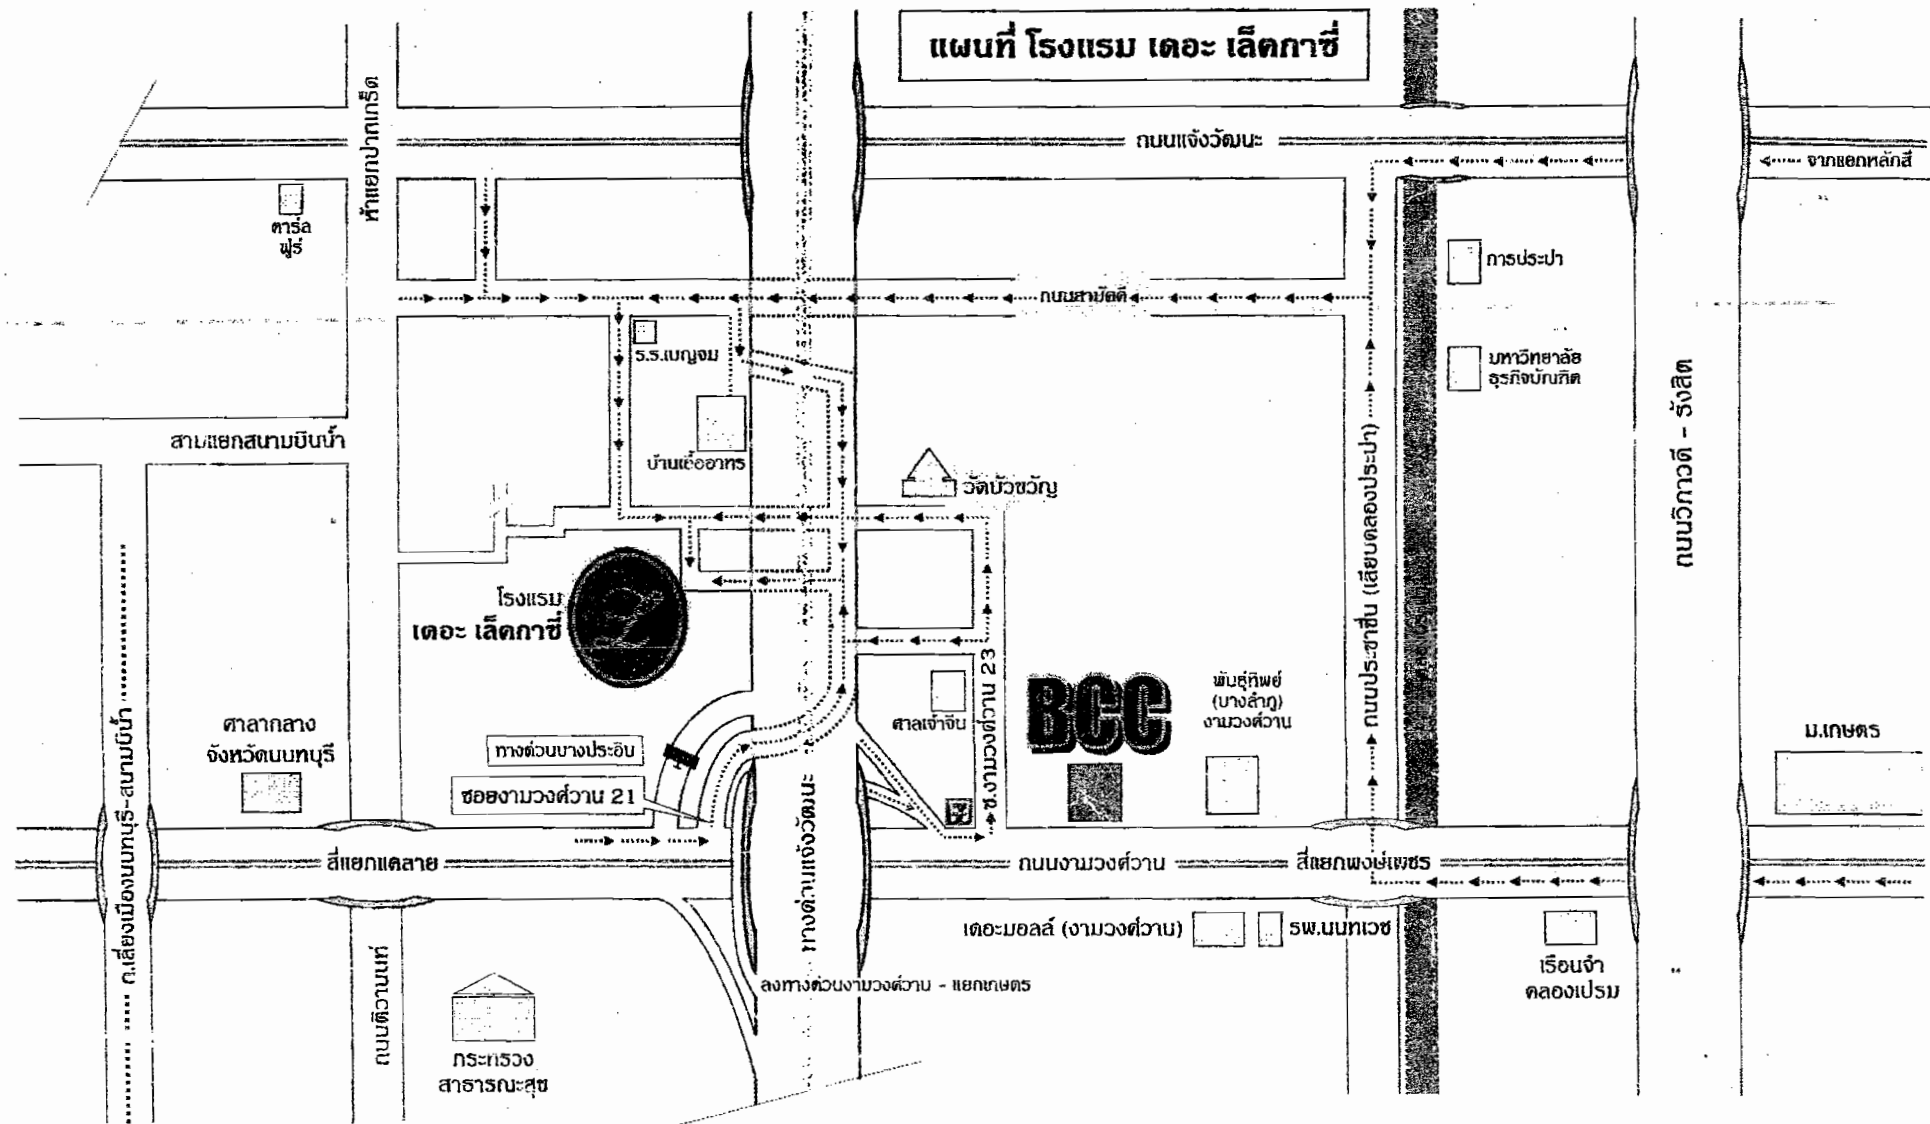 แผนที่ โรงแรม เดอะ เล็คกาซี่
ห้าแยกปากเกร็ด
ถนนแจ้งวัฒนะ
จากแยกหลักสี่
คาร์ล
ฟูร์
การประปา
ถนนสามัคคี
ร.ร.เบญจม
มหาวิทยาลัย
ธุรกิจบัณฑิต
ถนนวิภาวดี - รังสิต
สามแยกสนามบินน้ำ
บ้านเอื้ออาทร
วัดบัวขวัญ
ถนนประชาชื่น (เลียบคลองประปา)
โรงแรม
เดอะ เล็คกาซี่
ถ.เลี่ยงเมืองนนทบุรี-สนามบินน้ำ
ศาลากลาง
จังหวัดนนทบุรี
ทางด่วนบางปะอิน
ซอยงามวงศ์วาน 21
ศาลเจ้าจีน
ซ.งามวงศ์วาน 23
BCC
พันธุ์ทิพย์
(บางลำภู)
งามวงศ์วาน
ม.เกษตร
ทางด่วนแจ้งวัฒนะ
สี่แยกแคลาย
ถนนงามวงศ์วาน
สี่แยกพงษ์เพชร
เดอะมอลล์ (งามวงศ์วาน)
รพ.นนทเวช
เรือนจำ
คลองเปรม
ลงทางด่วนงามวงศ์วาน - แยกเกษตร
ถนนติวานนท์
กระทรวง
สาธารณะสุข